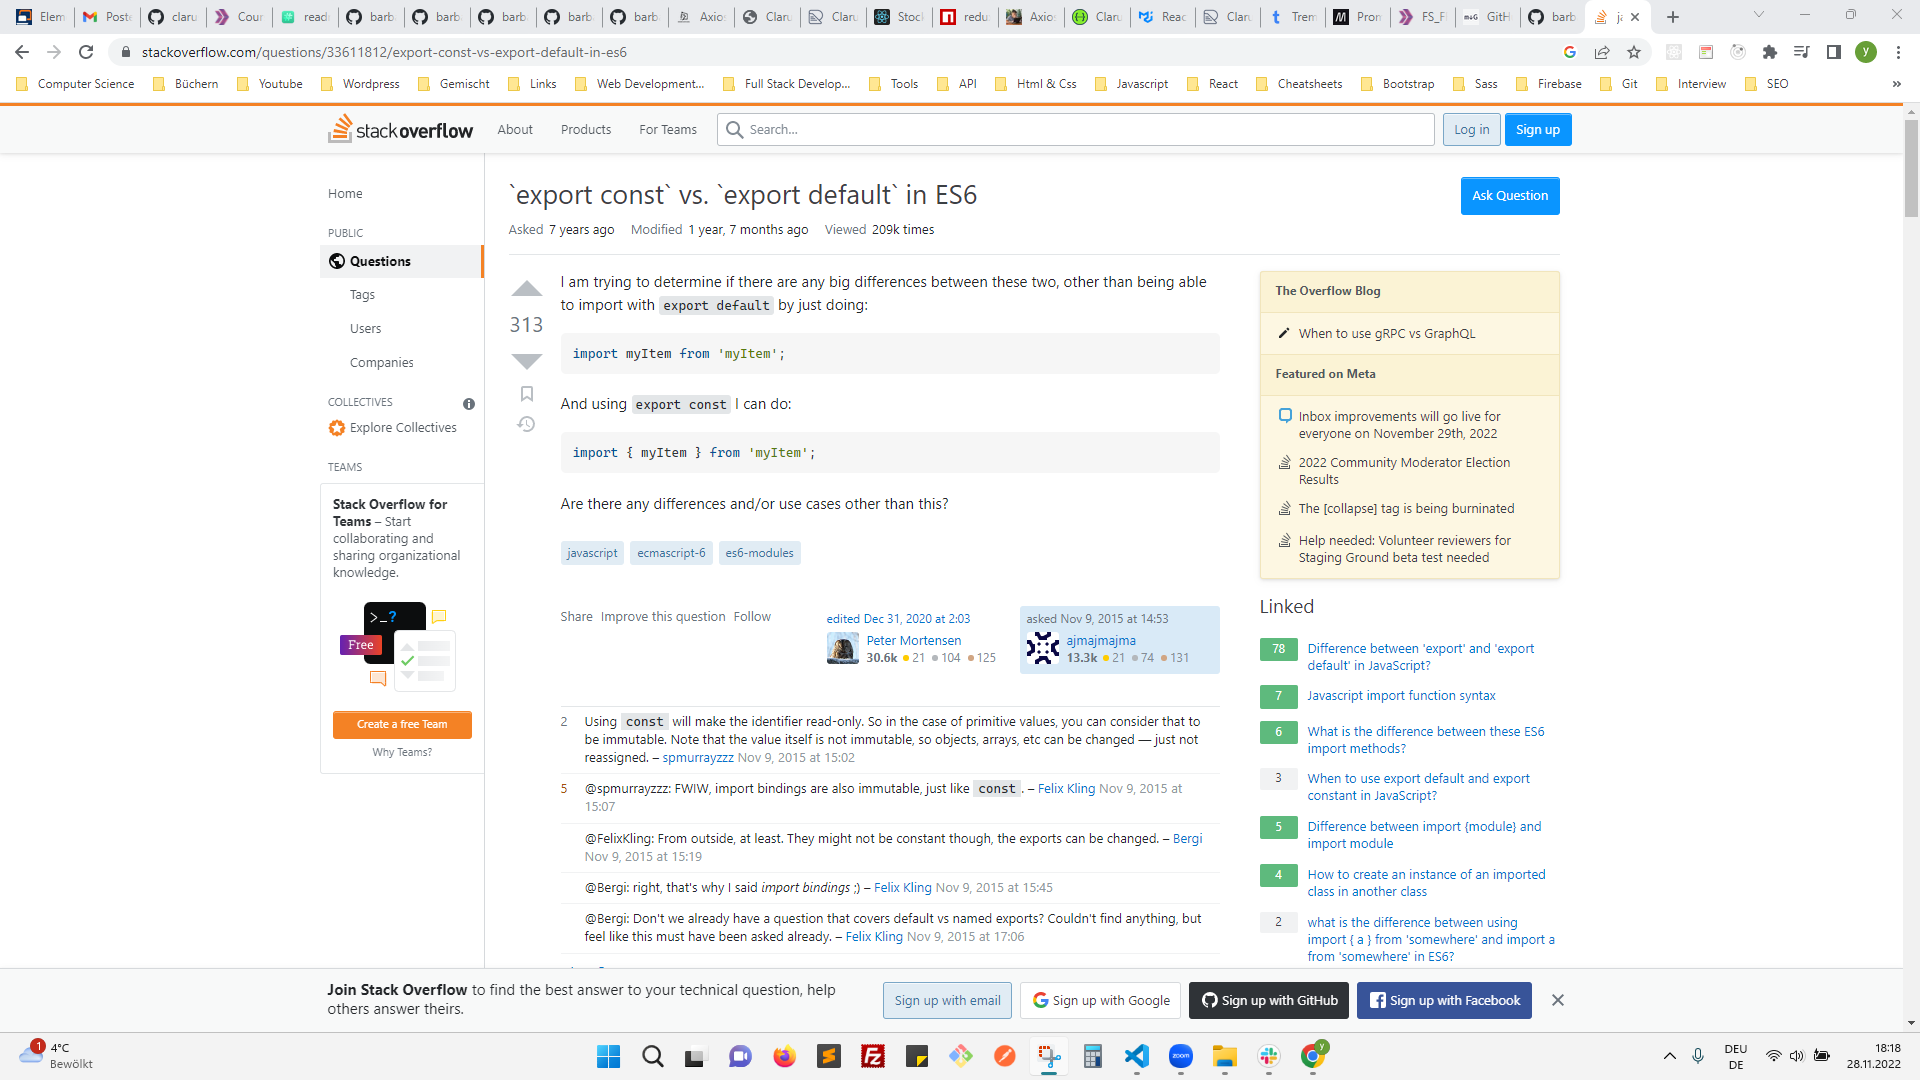 Elem
Poste
claru
Cour
reade
barb
barb
barb
barb
barb
Axios
Claru
Claru
Stock
redu
Axio
Claru
Reac
Claru
Trem
Prom
FS_F
GitH
barb
stackoverflow.com/questions/33611812/export-const-vs-export-default-in-es6
Computer Science
Büchern
Youtube
Wordpress
Gemischt
Links
Web Development...
Full Stack Develop...
Tools
API
Html & Css
Javascript
React
Cheatsheets
Bootstrap
Sass
Firebase
Git
Interview
SEO
»
stackoverflow
About
Products
For Teams
Search...
Log in
Sign up
Home
PUBLIC
Questions
Tags
Users
Companies
COLLECTIVES
Explore Collectives
TEAMS
Stack Overflow for
Teams – Start
collaborating and
sharing organizational
knowledge.
>_?
Free
Create a free Team
Why Teams?
`export const` vs. `export default` in ES6
Ask Question
Asked 7 years ago Modified 1 year, 7 months ago Viewed 209k times
313
I am trying to determine if there are any big differences between these two, other than being able
to import with export default by just doing:
import myItem from 'myItem';
And using export const I can do:
import { myItem } from 'myItem';
Are there any differences and/or use cases other than this?
javascript ecmascript-6 es6-modules
Share Improve this question Follow
edited Dec 31, 2020 at 2:03
Peter Mortensen
30.6k 21 104 125
asked Nov 9, 2015 at 14:53
ajmajmajma
13.3k 21 74 131
2 Using const will make the identifier read-only. So in the case of primitive values, you can consider that to
be immutable. Note that the value itself is not immutable, so objects, arrays, etc can be changed — just not
reassigned. – spmurrayzzz Nov 9, 2015 at 15:02
5 @spmurrayzzz: FWIW, import bindings are also immutable, just like const . – Felix Kling Nov 9, 2015 at
15:07
@FelixKling: From outside, at least. They might not be constant though, the exports can be changed. – Bergi
Nov 9, 2015 at 15:19
@Bergi: right, that's why I said import bindings ;) – Felix Kling Nov 9, 2015 at 15:45
@Bergi: Don't we already have a question that covers default vs named exports? Couldn't find anything, but
feel like this must have been asked already. – Felix Kling Nov 9, 2015 at 17:06
The Overflow Blog
When to use gRPC vs GraphQL
Featured on Meta
Inbox improvements will go live for
everyone on November 29th, 2022
2022 Community Moderator Election
Results
The [collapse] tag is being burninated
Help needed: Volunteer reviewers for
Staging Ground beta test needed
Linked
78 Difference between 'export' and 'export
default' in JavaScript?
7 Javascript import function syntax
6 What is the difference between these ES6
import methods?
3 When to use export default and export
constant in JavaScript?
5 Difference between import {module} and
import module
4 How to create an instance of an imported
class in another class
2 what is the difference between using
import { a } from 'somewhere' and import a
from 'somewhere' in ES6?
Join Stack Overflow to find the best answer to your technical question, help
others answer theirs.
Sign up with email
Sign up with Google
Sign up with GitHub
Sign up with Facebook
1
4°C
Bewölkt
zoom
DEU
DE
18:18
28.11.2022